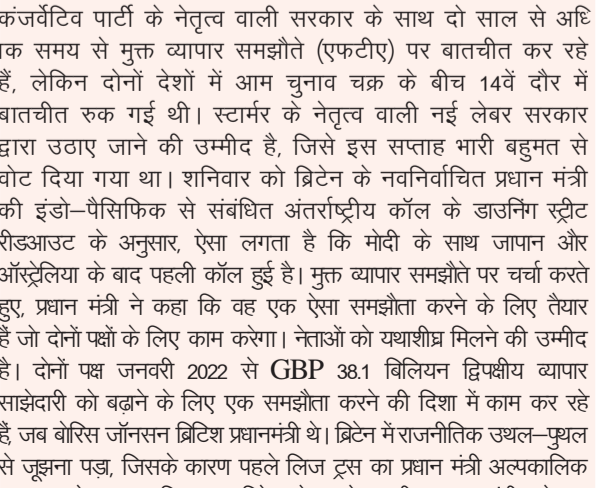 कंजर्वेटिव पार्टी के नेतृत्व वाली सरकार के साथ दो साल से अधि
क समय से मुक्त व्यापार समझौते (एफटीए) पर बातचीत कर रहे
हैं, लेकिन दोनों देशों में आम चुनाव चक्र के बीच 14वें दौर में
बातचीत रुक गई थी। स्टार्मर के नेतृत्व वाली नई लेबर सरकार
द्वारा उठाए जाने की उम्मीद है, जिसे इस सप्ताह भारी बहुमत से
वोट दिया गया था। शनिवार को ब्रिटेन के नवनिर्वाचित प्रधान मंत्री
की इंडो–पैसिफिक से संबंधित अंतर्राष्ट्रीय कॉल के डाउनिंग स्ट्रीट
रीडआउट के अनुसार, ऐसा लगता है कि मोदी के साथ जापान और
ऑस्ट्रेलिया के बाद पहली कॉल हुई है। मुक्त व्यापार समझौते पर चर्चा करते
हुए, प्रधान मंत्री ने कहा कि वह एक ऐसा समझौता करने के लिए तैयार
हैं जो दोनों पक्षों के लिए काम करेगा। नेताओं को यथाशीघ्र मिलने की उम्मीद
है। दोनों पक्ष जनवरी 2022 से GBP 38.1 बिलियन द्विपक्षीय व्यापार
साझेदारी को बढ़ाने के लिए एक समझौता करने की दिशा में काम कर रहे
हैं, जब बोरिस जॉनसन ब्रिटिश प्रधानमंत्री थे। ब्रिटेन में राजनीतिक उथल–पुथल
से जूझना पड़ा, जिसके कारण पहले लिज ट्रस का प्रधान मंत्री अल्पकालिक